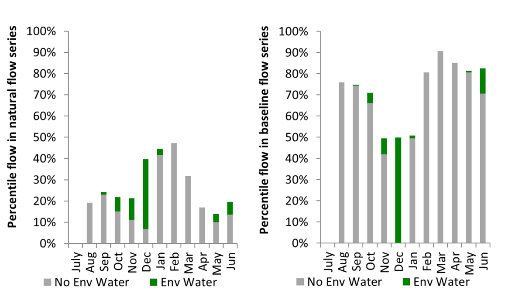 Percentile flow in natural flow series
100%
90%
80%
70%
60%
50%
40%
30%
20%
10%
0%
July
Aug
Sep
Oct
Nov
Dec
Jan
Feb
Mar
Apr
May
Jun
No Env Water
Env Water
Percentile flow in baseline flow series
100%
90%
80%
70%
60%
50%
40%
30%
20%
10%
0%
July
Aug
Sep
Oct
Nov
Dec
Jan
Feb
Mar
Apr
May
Jun
No Env Water
Env Water